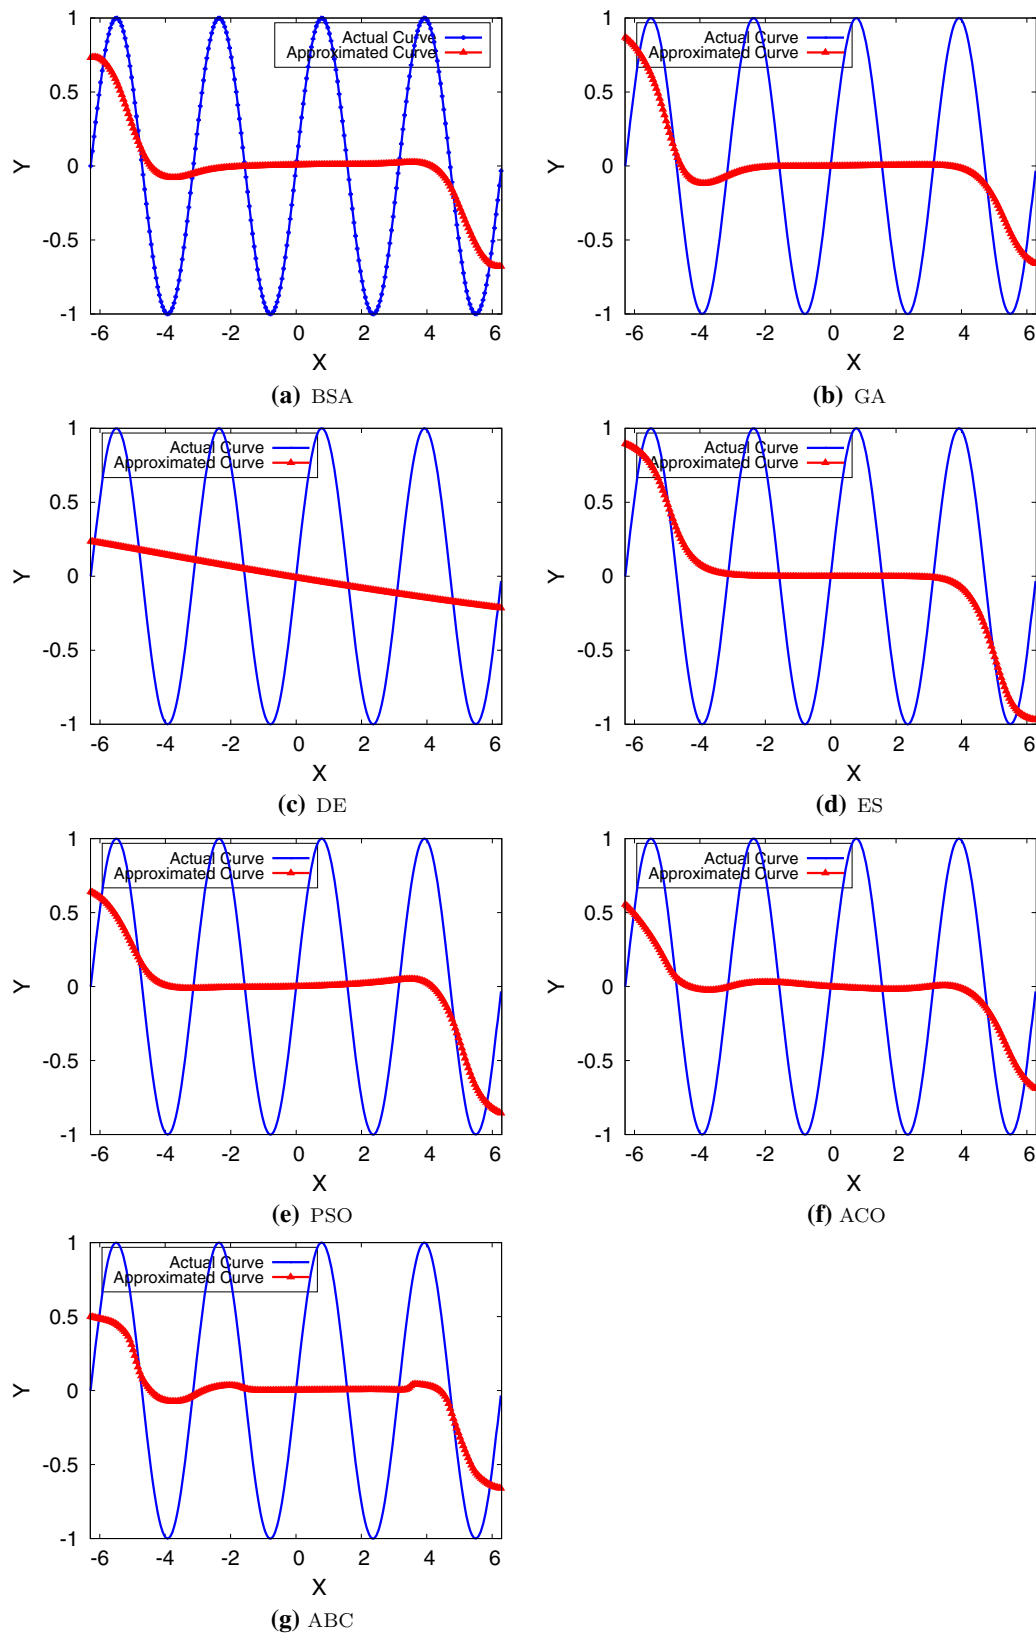 Actual Curve
Approximated Curve
1
0.5
0
-0.5
-1
Y
-6 -4 -2 0 2 4 6
X
(a) BSA
Actual Curve
Approximated Curve
1
0.5
0
-0.5
-1
Y
-6 -4 -2 0 2 4 6
X
(b) GA
Actual Curve
Approximated Curve
1
0.5
0
-0.5
-1
Y
-6 -4 -2 0 2 4 6
X
(c) DE
Actual Curve
Approximated Curve
1
0.5
0
-0.5
-1
Y
-6 -4 -2 0 2 4 6
X
(d) ES
Actual Curve
Approximated Curve
1
0.5
0
-0.5
-1
Y
-6 -4 -2 0 2 4 6
X
(e) PSO
Actual Curve
Approximated Curve
1
0.5
0
-0.5
-1
Y
-6 -4 -2 0 2 4 6
X
(f) ACO
Actual Curve
Approximated Curve
1
0.5
0
-0.5
-1
Y
-6 -4 -2 0 2 4 6
X
(g) ABC